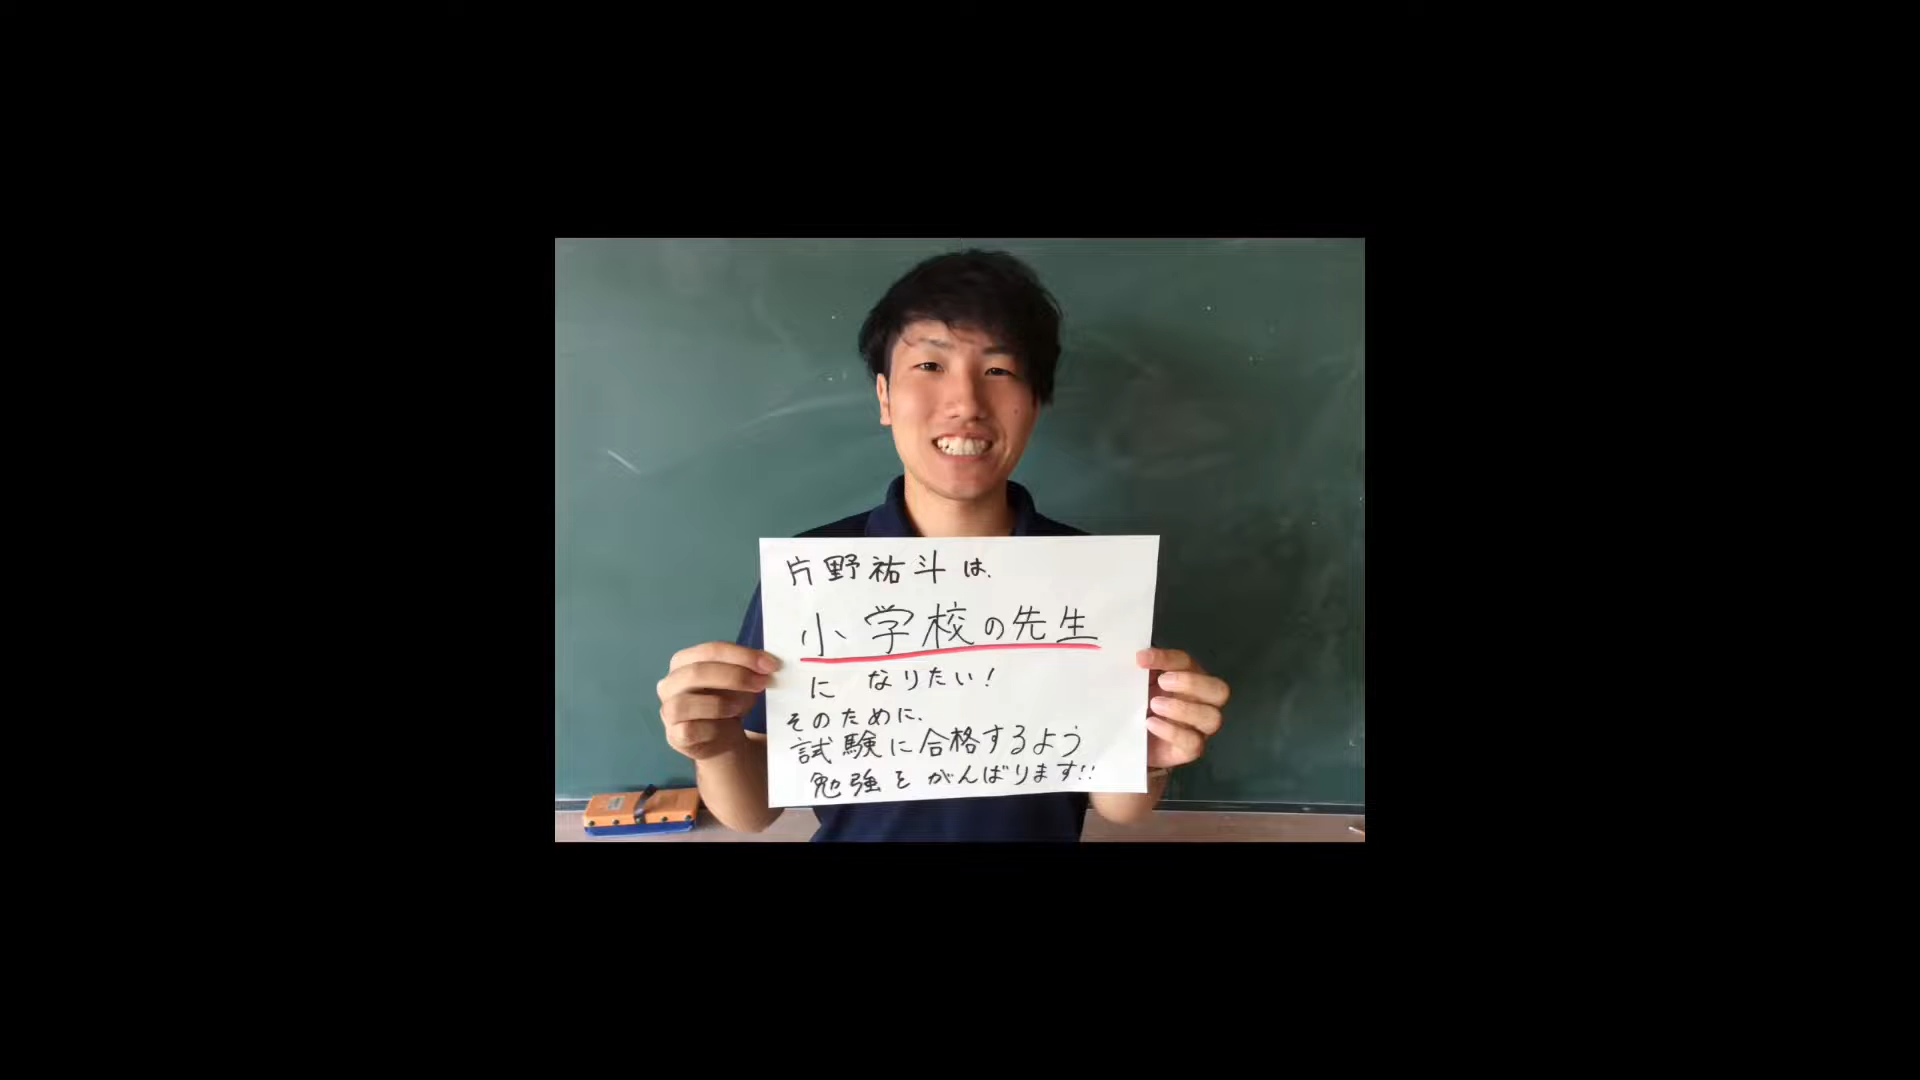 片野祐斗は、
小学校の先生
になりたい！
そのために、
試験に合格するよう
勉強をがんばります!!